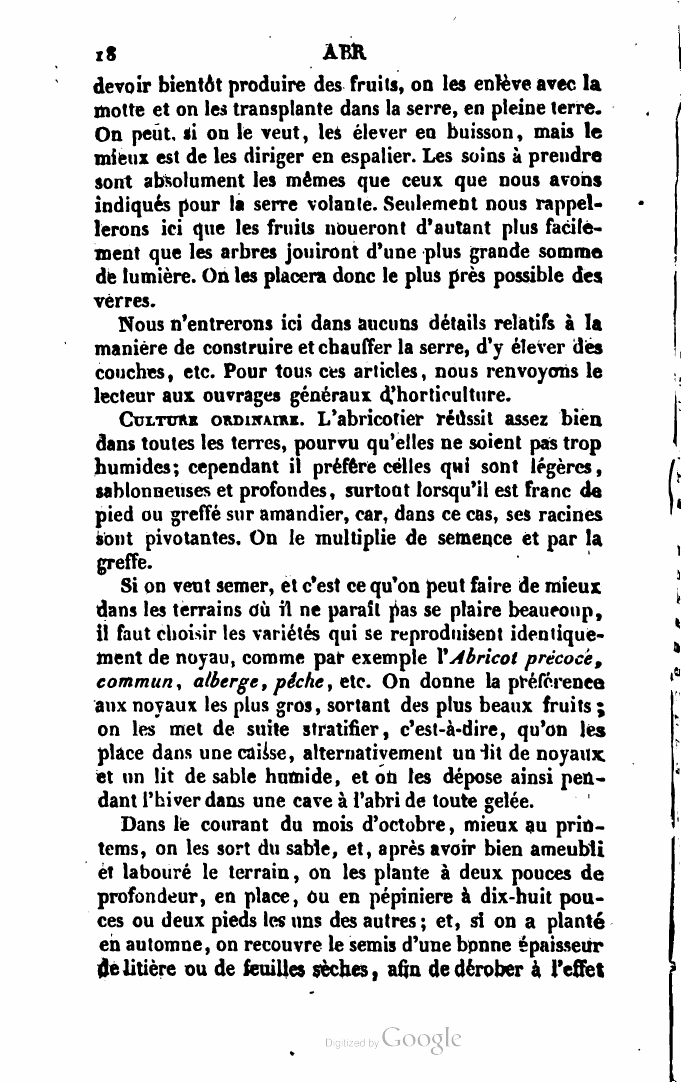 18 ABR
devoir bientôt produire des fruits, on les enlève avec la
motte et on les transplante dans la serre, en pleine terre.
On peut, si on le veut, les élever en buisson, mais le
mieux est de les diriger en espalier. Les soins à prendre
sont absolument les mêmes que ceux que nous avons
indiqués pour la serre volante. Seulement nous rappel-
lerons ici que les fruits noueront d'autant plus facile-
ment que les arbres jouiront d'une plus grande somme
de lumière. On les placera donc le plus près possible des
verres.
Nous n'entrerons ici dans aucuns détails relatifs à la
manière de construire et chauffer la serre, d'y élever des
couches, etc. Pour tous ces articles, nous renvoyons le
lecteur aux ouvrages généraux d'horticulture.
CULTURE ORDINAIRE. L'abricotier réussit assez bien
dans toutes les terres, pourvu qu'elles ne soient pas trop
humides; cependant il préfère celles qui sont légères,
sablonneuses et profondes, surtout lorsqu'il est franc de
pied ou greffé sur amandier, car, dans ce cas, ses racines
sont pivotantes. On le multiplie de semence et par la
greffe.
Si on veut semer, et c'est ce qu'on peut faire de mieux
dans les terrains où il ne paraît pas se plaire beaucoup,
il faut choisir les variétés qui se reproduisent identique-
ment de noyau, comme par exemple l'Abricot précoce,
commun, alberge, pêche, etc. On donne la préférence
aux noyaux les plus gros, sortant des plus beaux fruits;
on les met de suite stratifier, c'est-à-dire, qu'on les
place dans une caisse, alternativement un lit de noyaux
et un lit de sable humide, et on les dépose ainsi pen-
dant l'hiver dans une cave à l'abri de toute gelée.
Dans le courant du mois d'octobre, mieux au prin-
tems, on les sort du sable, et, après avoir bien ameubli
et labouré le terrain, on les plante à deux pouces de
profondeur, en place, ou en pépiniere à dix-huit pou-
ces ou deux pieds les uns des autres; et, si on a planté
en automne, on recouvre le semis d'une bonne épaisseur
de litière ou de feuilles sèches, afin de dérober à l'effet
Digitized by Google